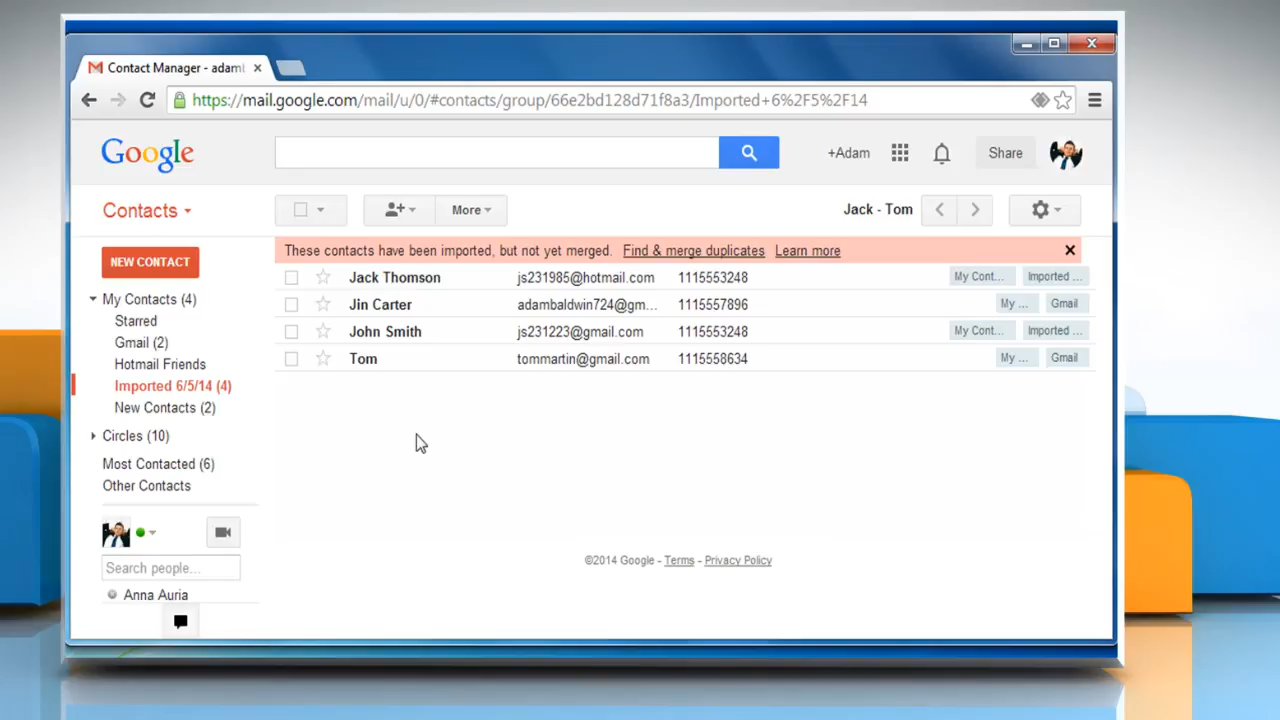 Contact Manager - adamb
https://mail.google.com/mail/u/0/#contacts/group/66e2bd128d71f8a3/Imported+6%2F5%2F14
Google
+Adam
Share
Contacts
More
Jack - Tom
These contacts have been imported, but not yet merged. Find & merge duplicates Learn more
NEW CONTACT
Jack Thomson js231985@hotmail.com 1115553248 My Cont... Imported ...
Jin Carter adambaldwin724@gm... 1115557896 My ... Gmail
John Smith js231223@gmail.com 1115553248 My Cont... Imported ...
Tom tommartin@gmail.com 1115558634 My ... Gmail
My Contacts (4)
Starred
Gmail (2)
Hotmail Friends
Imported 6/5/14 (4)
New Contacts (2)
Circles (10)
Most Contacted (6)
Other Contacts
Search people...
Anna Auria
©2014 Google - Terms - Privacy Policy